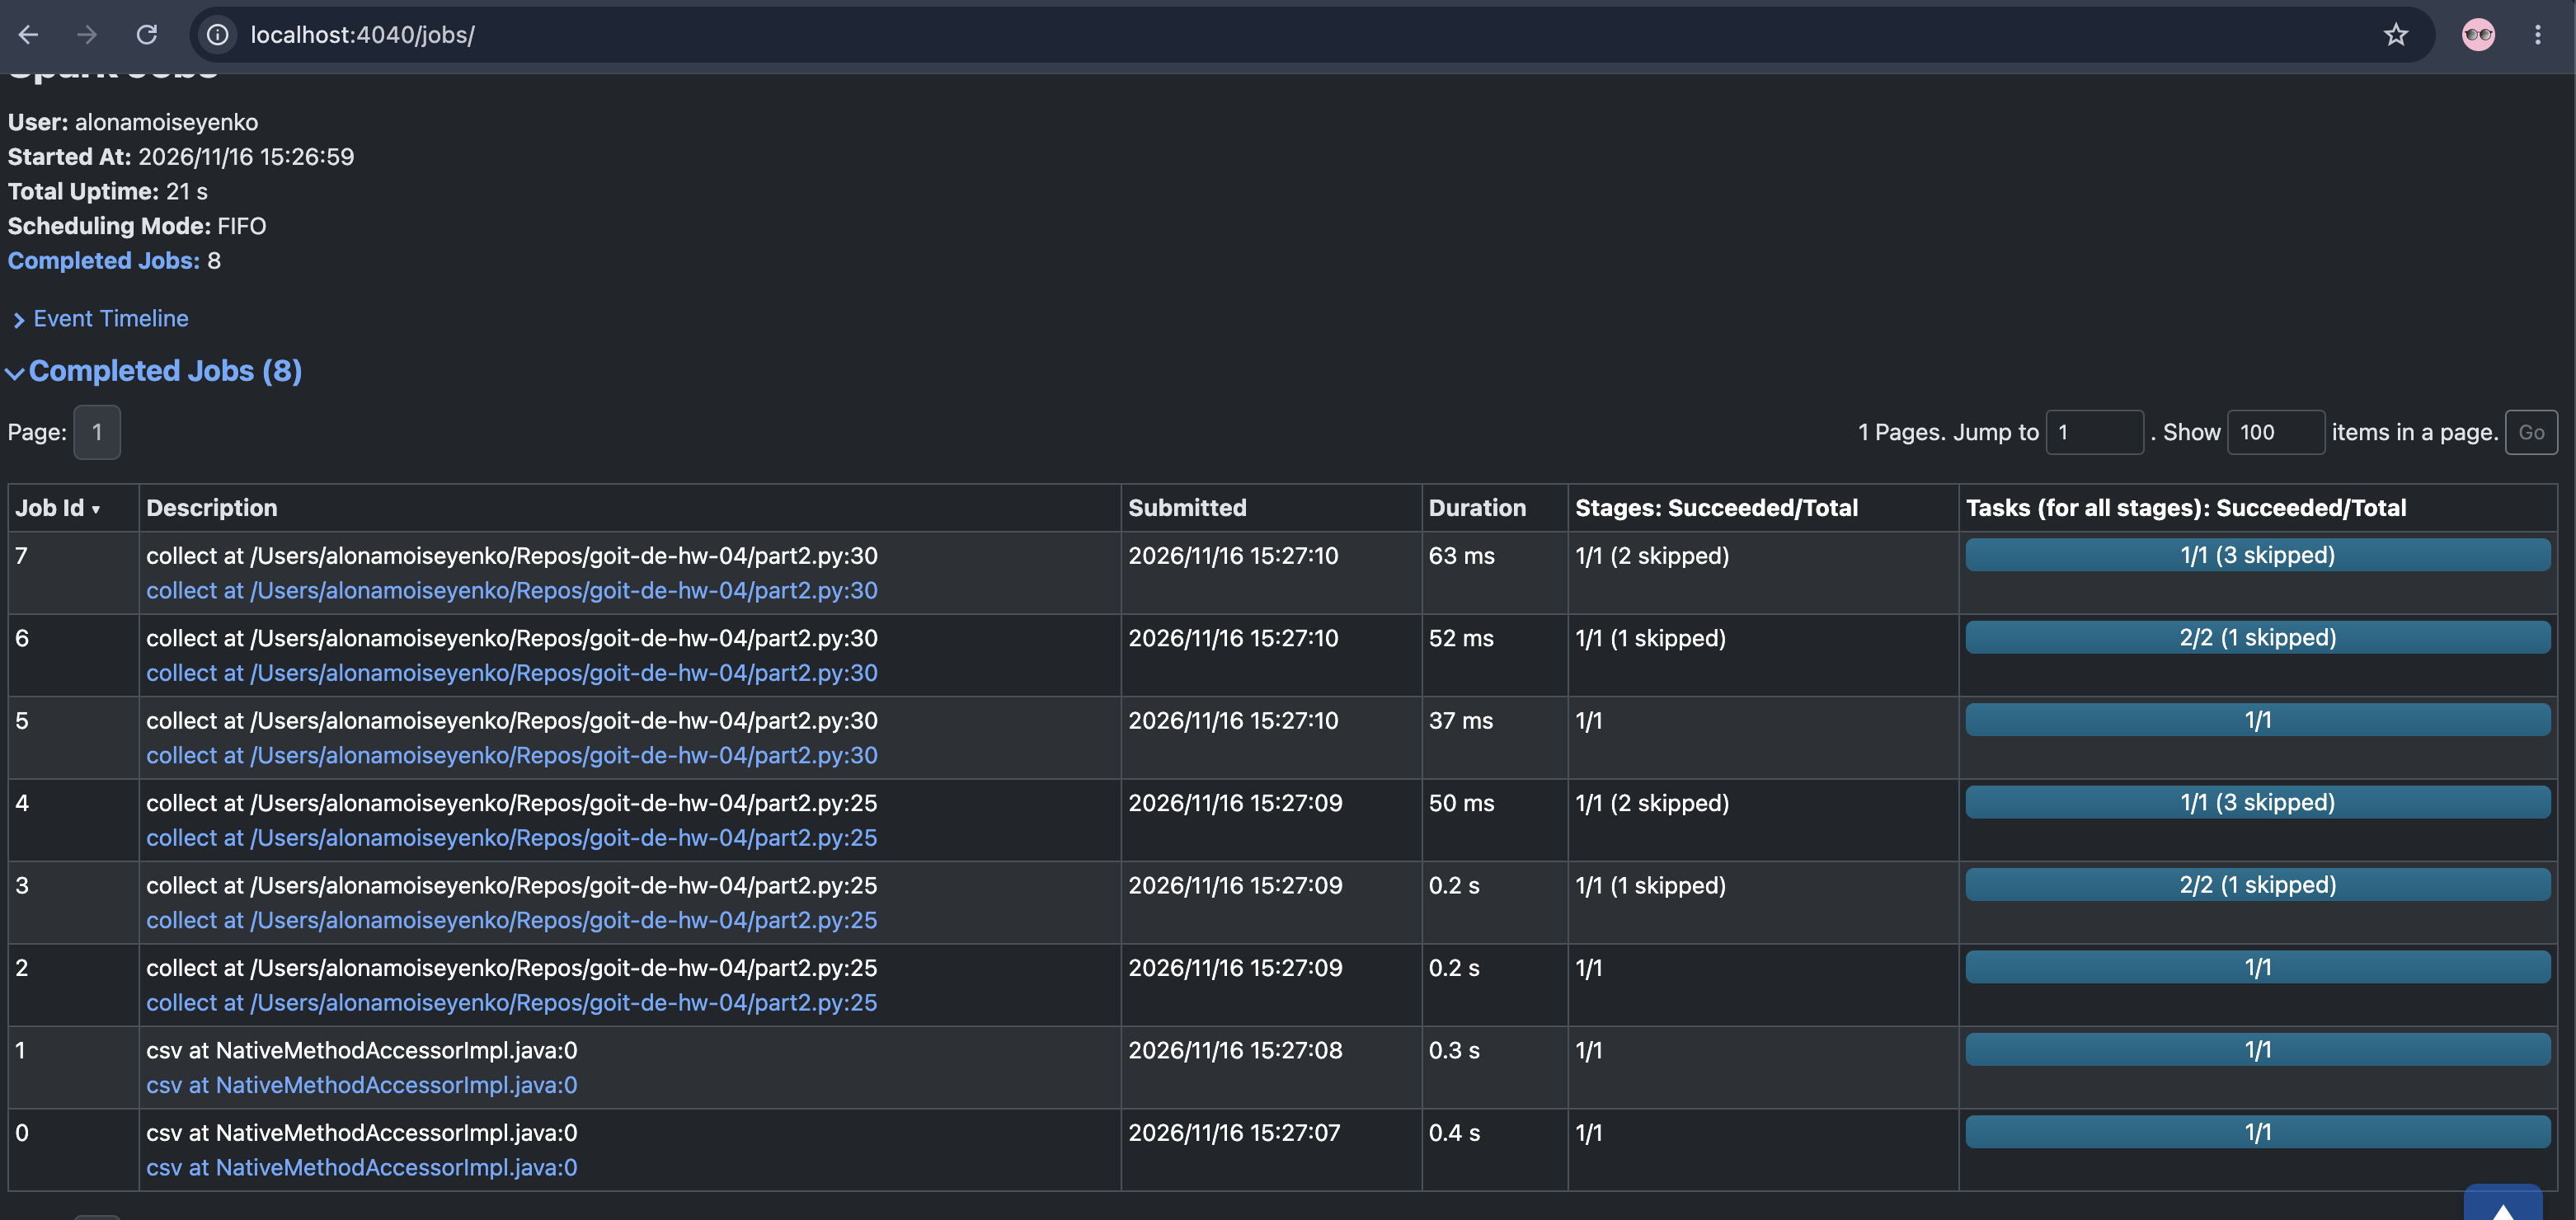 localhost:4040/jobs/
Spark Jobs
User: alonamoiseyenko
Started At: 2026/11/16 15:26:59
Total Uptime: 21 s
Scheduling Mode: FIFO
Completed Jobs: 8
Event Timeline
Completed Jobs (8)
Page: 1
1 Pages. Jump to 1 . Show 100 items in a page. Go
Job Id ▾ Description Submitted Duration Stages: Succeeded/Total Tasks (for all stages): Succeeded/Total
7 collect at /Users/alonamoiseyenko/Repos/goit-de-hw-04/part2.py:30 2026/11/16 15:27:10 63 ms 1/1 (2 skipped) 1/1 (3 skipped)
collect at /Users/alonamoiseyenko/Repos/goit-de-hw-04/part2.py:30
6 collect at /Users/alonamoiseyenko/Repos/goit-de-hw-04/part2.py:30 2026/11/16 15:27:10 52 ms 1/1 (1 skipped) 2/2 (1 skipped)
collect at /Users/alonamoiseyenko/Repos/goit-de-hw-04/part2.py:30
5 collect at /Users/alonamoiseyenko/Repos/goit-de-hw-04/part2.py:30 2026/11/16 15:27:10 37 ms 1/1 1/1
collect at /Users/alonamoiseyenko/Repos/goit-de-hw-04/part2.py:30
4 collect at /Users/alonamoiseyenko/Repos/goit-de-hw-04/part2.py:25 2026/11/16 15:27:09 50 ms 1/1 (2 skipped) 1/1 (3 skipped)
collect at /Users/alonamoiseyenko/Repos/goit-de-hw-04/part2.py:25
3 collect at /Users/alonamoiseyenko/Repos/goit-de-hw-04/part2.py:25 2026/11/16 15:27:09 0.2 s 1/1 (1 skipped) 2/2 (1 skipped)
collect at /Users/alonamoiseyenko/Repos/goit-de-hw-04/part2.py:25
2 collect at /Users/alonamoiseyenko/Repos/goit-de-hw-04/part2.py:25 2026/11/16 15:27:09 0.2 s 1/1 1/1
collect at /Users/alonamoiseyenko/Repos/goit-de-hw-04/part2.py:25
1 csv at NativeMethodAccessorImpl.java:0 2026/11/16 15:27:08 0.3 s 1/1 1/1
csv at NativeMethodAccessorImpl.java:0
0 csv at NativeMethodAccessorImpl.java:0 2026/11/16 15:27:07 0.4 s 1/1 1/1
csv at NativeMethodAccessorImpl.java:0